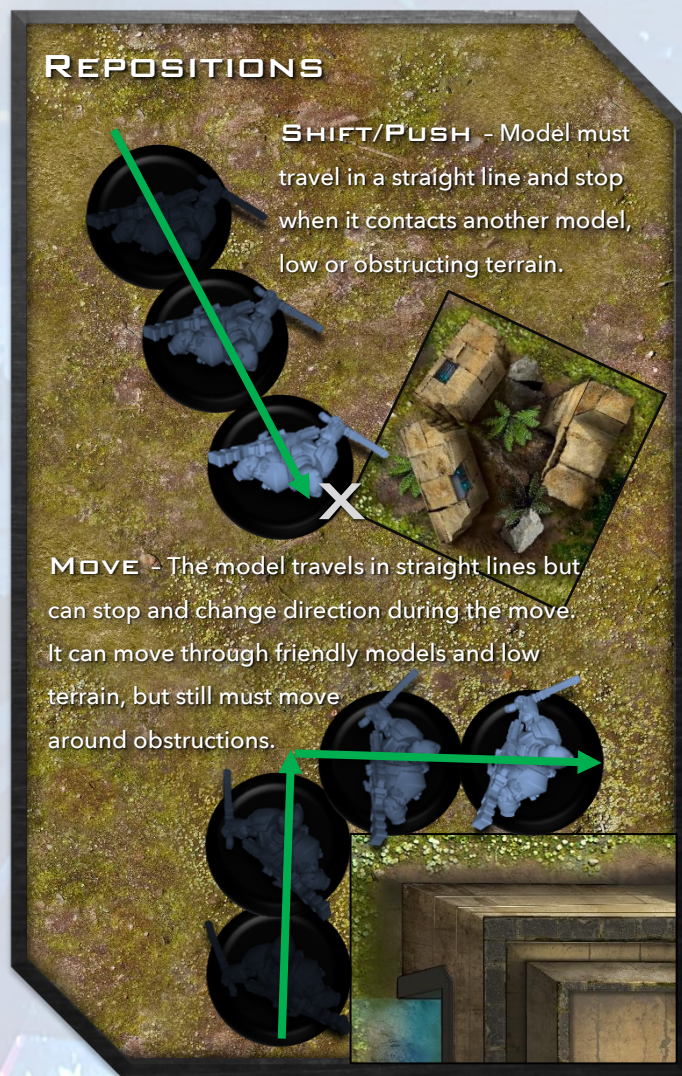 REPOSITIONS
SHIFT/PUSH – Model must
travel in a straight line and stop
when it contacts another model,
low or obstructing terrain.
X
MOVE – The model travels in straight lines but
can stop and change direction during the move.
It can move through friendly models and low
terrain, but still must move
around obstructions.